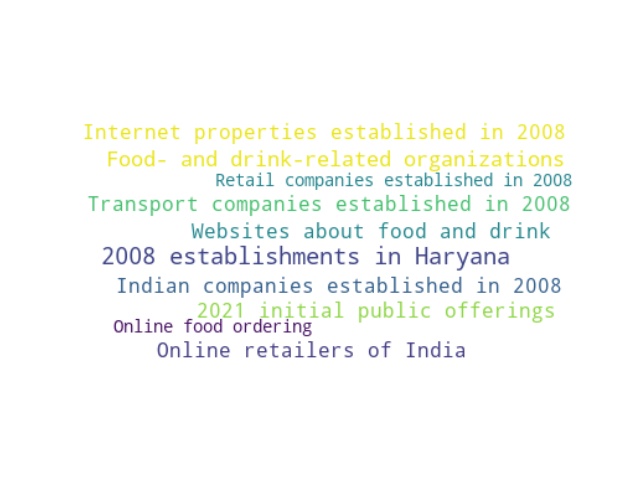 Internet properties established in 2008
Food- and drink-related organizations
Retail companies established in 2008
Transport companies established in 2008
Websites about food and drink
2008 establishments in Haryana
Indian companies established in 2008
2021 initial public offerings
Online food ordering
Online retailers of India